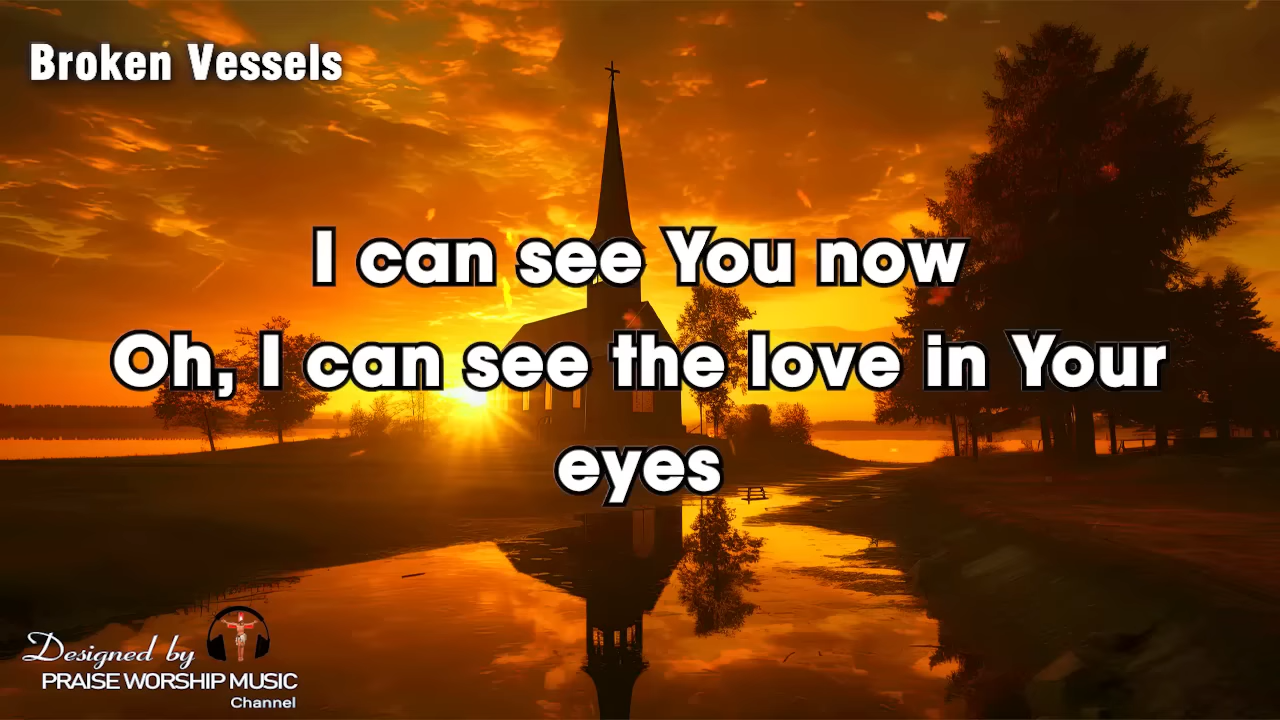 Broken Vessels
I can see You now
Oh, I can see the love in Your
eyes
Designed by
PRAISE WORSHIP MUSIC
Channel